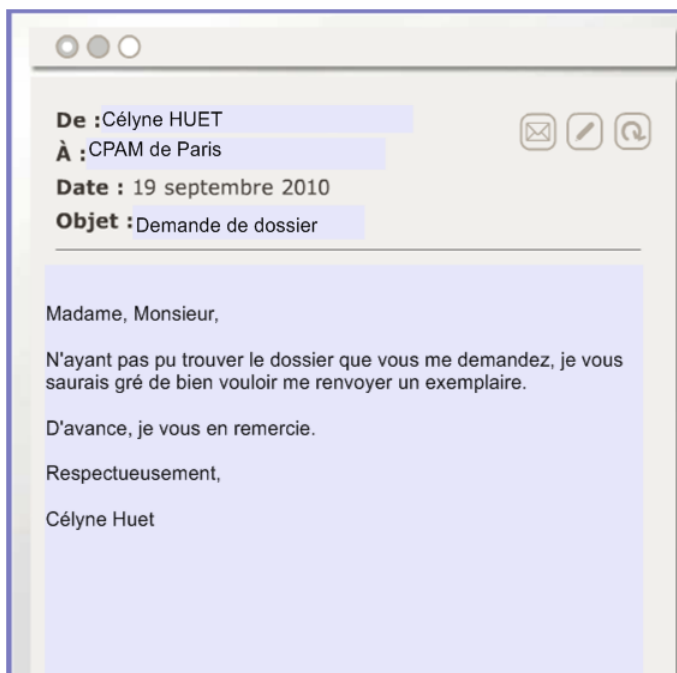 De : Célyne HUET
À : CPAM de Paris
Date : 19 septembre 2010
Objet : Demande de dossier
Madame, Monsieur,
N'ayant pas pu trouver le dossier que vous me demandez, je vous
saurais gré de bien vouloir me renvoyer un exemplaire.
D'avance, je vous en remercie.
Respectueusement,
Célyne Huet